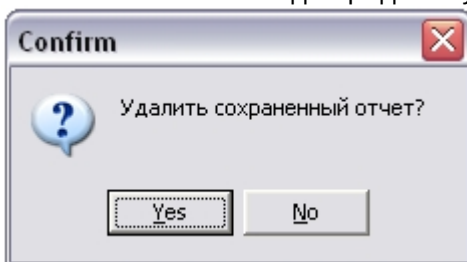 Confirm
Удалить сохраненный отчет?
Yes
No